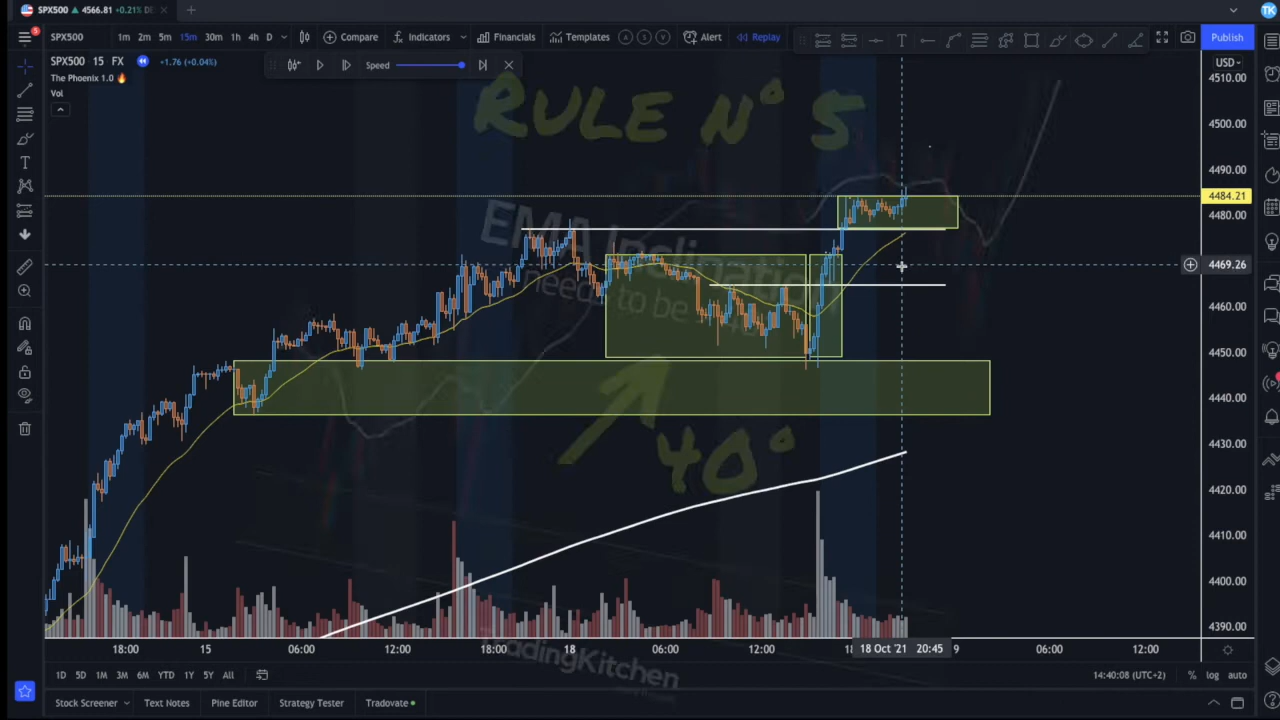 SPX500 ▲ 4566.81 +0.21% DE
TK
5
SPX500 1m 2m 5m 15m 30m 1h 4h D Compare Indicators Financials Templates A S V Alert Replay Publish
SPX500 15 FX +1.76 (+0.04%)
Speed
USD
The Phoenix 1.0 🔥
Vol
RULE N° 5
EMA Inclination
needs to be
40°
TradingKitchen
4510.00
4500.00
4490.00
4484.21
4480.00
4469.26
4460.00
4450.00
4440.00
4430.00
4420.00
4410.00
4400.00
4390.00
18:00 15 06:00 12:00 18:00 18 06:00 12:00 18 Oct '21 20:45 9 06:00 12:00
1D 5D 1M 3M 6M YTD 1Y 5Y All 14:40:08 (UTC+2) % log auto
Stock Screener Text Notes Pine Editor Strategy Tester Tradovate